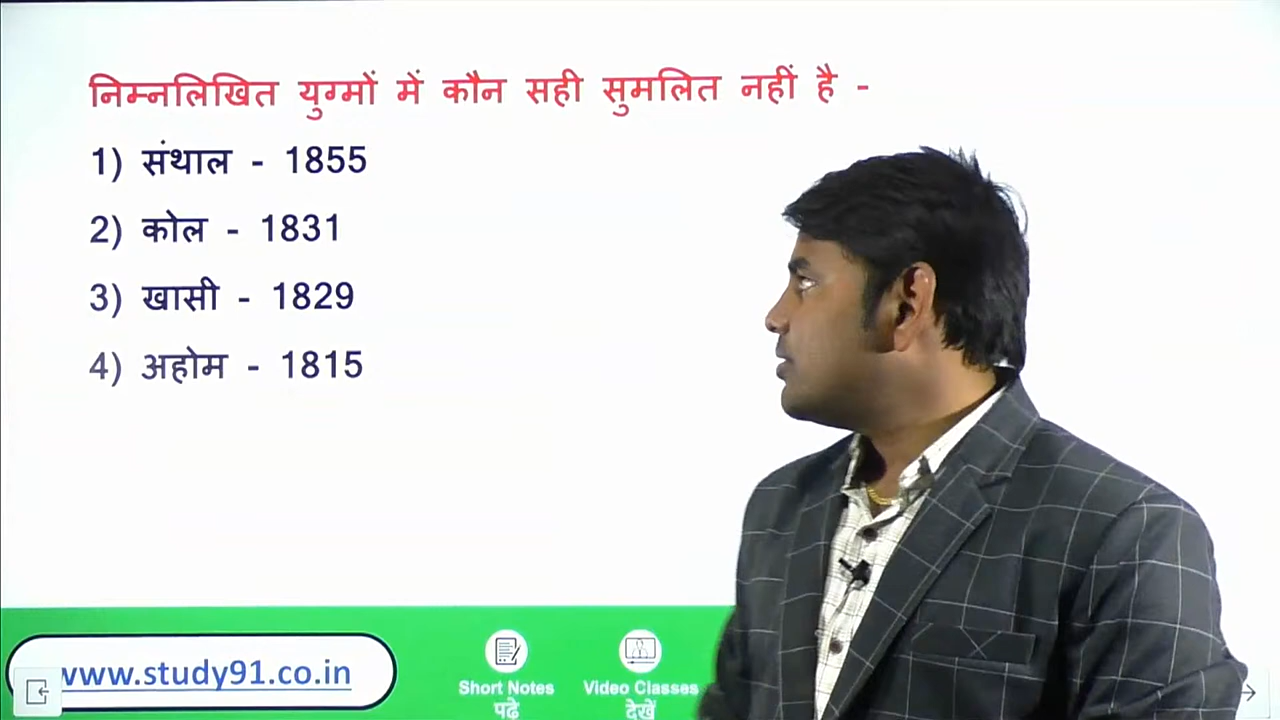 निम्नलिखित युग्मों में कौन सही सुमलित नहीं है -
1) संथाल - 1855
2) कोल - 1831
3) खासी - 1829
4) अहोम - 1815
www.study91.co.in
Short Notes
पढ़े
Video Classes
देखें